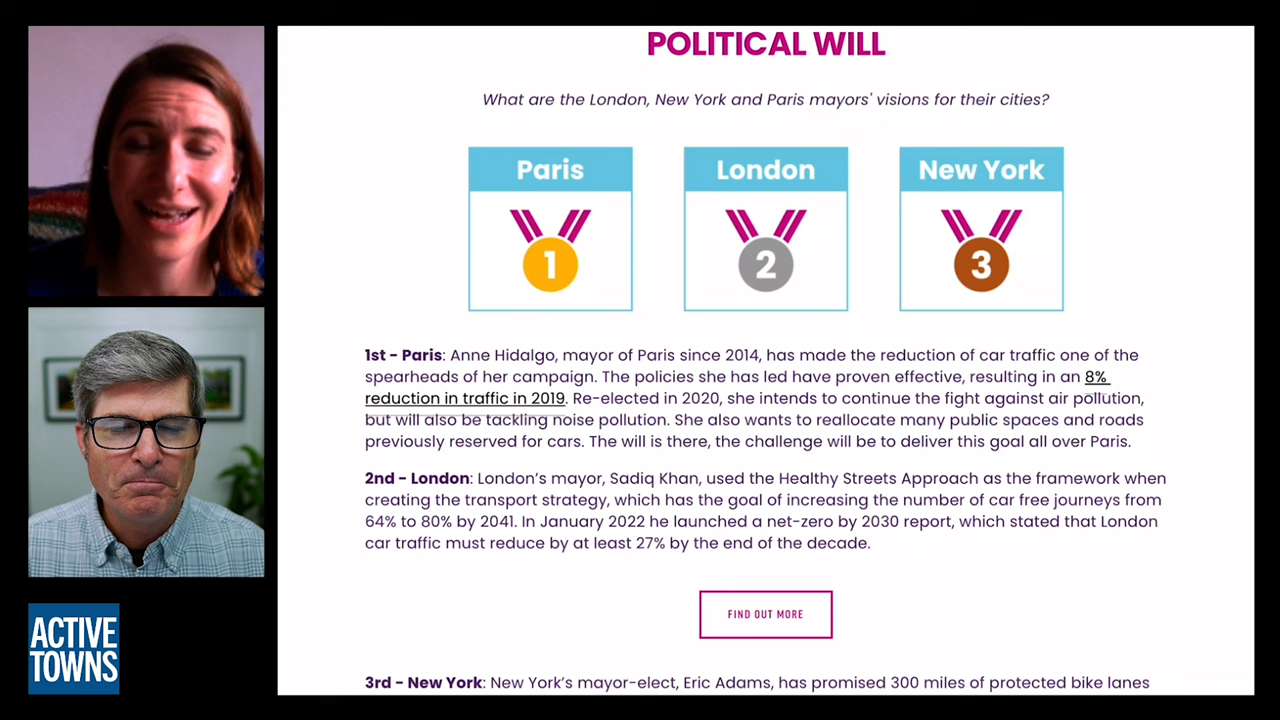 POLITICAL WILL
What are the London, New York and Paris mayors' visions for their cities?
Paris
London
New York
1
2
3
1st - Paris: Anne Hidalgo, mayor of Paris since 2014, has made the reduction of car traffic one of the
spearheads of her campaign. The policies she has led have proven effective, resulting in an 8%
reduction in traffic in 2019. Re-elected in 2020, she intends to continue the fight against air pollution,
but will also be tackling noise pollution. She also wants to reallocate many public spaces and roads
previously reserved for cars. The will is there, the challenge will be to deliver this goal all over Paris.
2nd - London: London's mayor, Sadiq Khan, used the Healthy Streets Approach as the framework when
creating the transport strategy, which has the goal of increasing the number of car free journeys from
64% to 80% by 2041. In January 2022 he launched a net-zero by 2030 report, which stated that London
car traffic must reduce by at least 27% by the end of the decade.
FIND OUT MORE
3rd - New York: New York's mayor-elect, Eric Adams, has promised 300 miles of protected bike lanes
ACTIVE
TOWNS